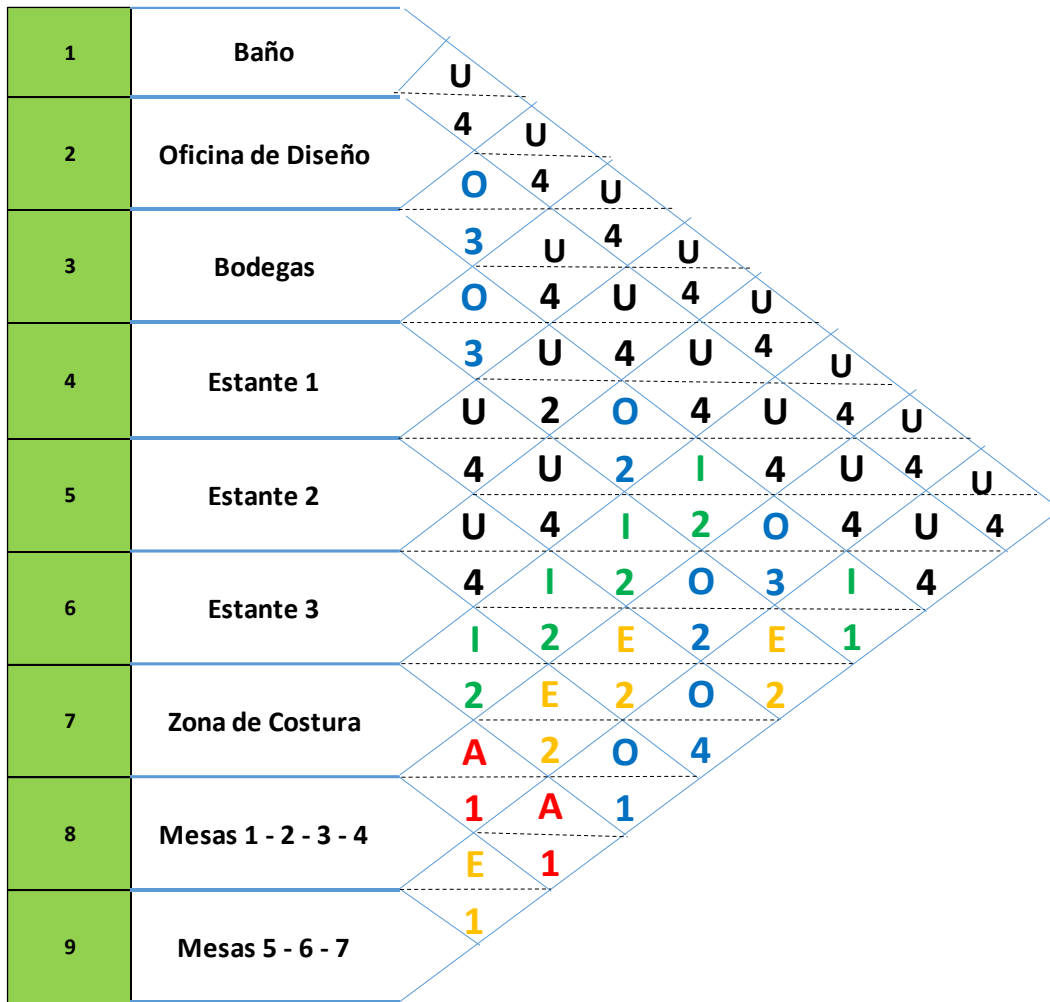 1 Baño
U
4 U
2 Oficina de Diseño
O 4 U
3 U 4 U
3 Bodegas
O 4 U 4 U
3 U 4 U 4 U
4 Estante 1
U 2 O 4 U 4 U
4 U 2 I 4 U 4 U
5 Estante 2
U 4 I 2 O 4 U 4
4 I 2 O 3 I 4
6 Estante 3
I 2 E 2 E 1
2 E 2 O 2
7 Zona de Costura
A 2 O 4
1 A 1
8 Mesas 1 - 2 - 3 - 4
E 1
1
9 Mesas 5 - 6 - 7